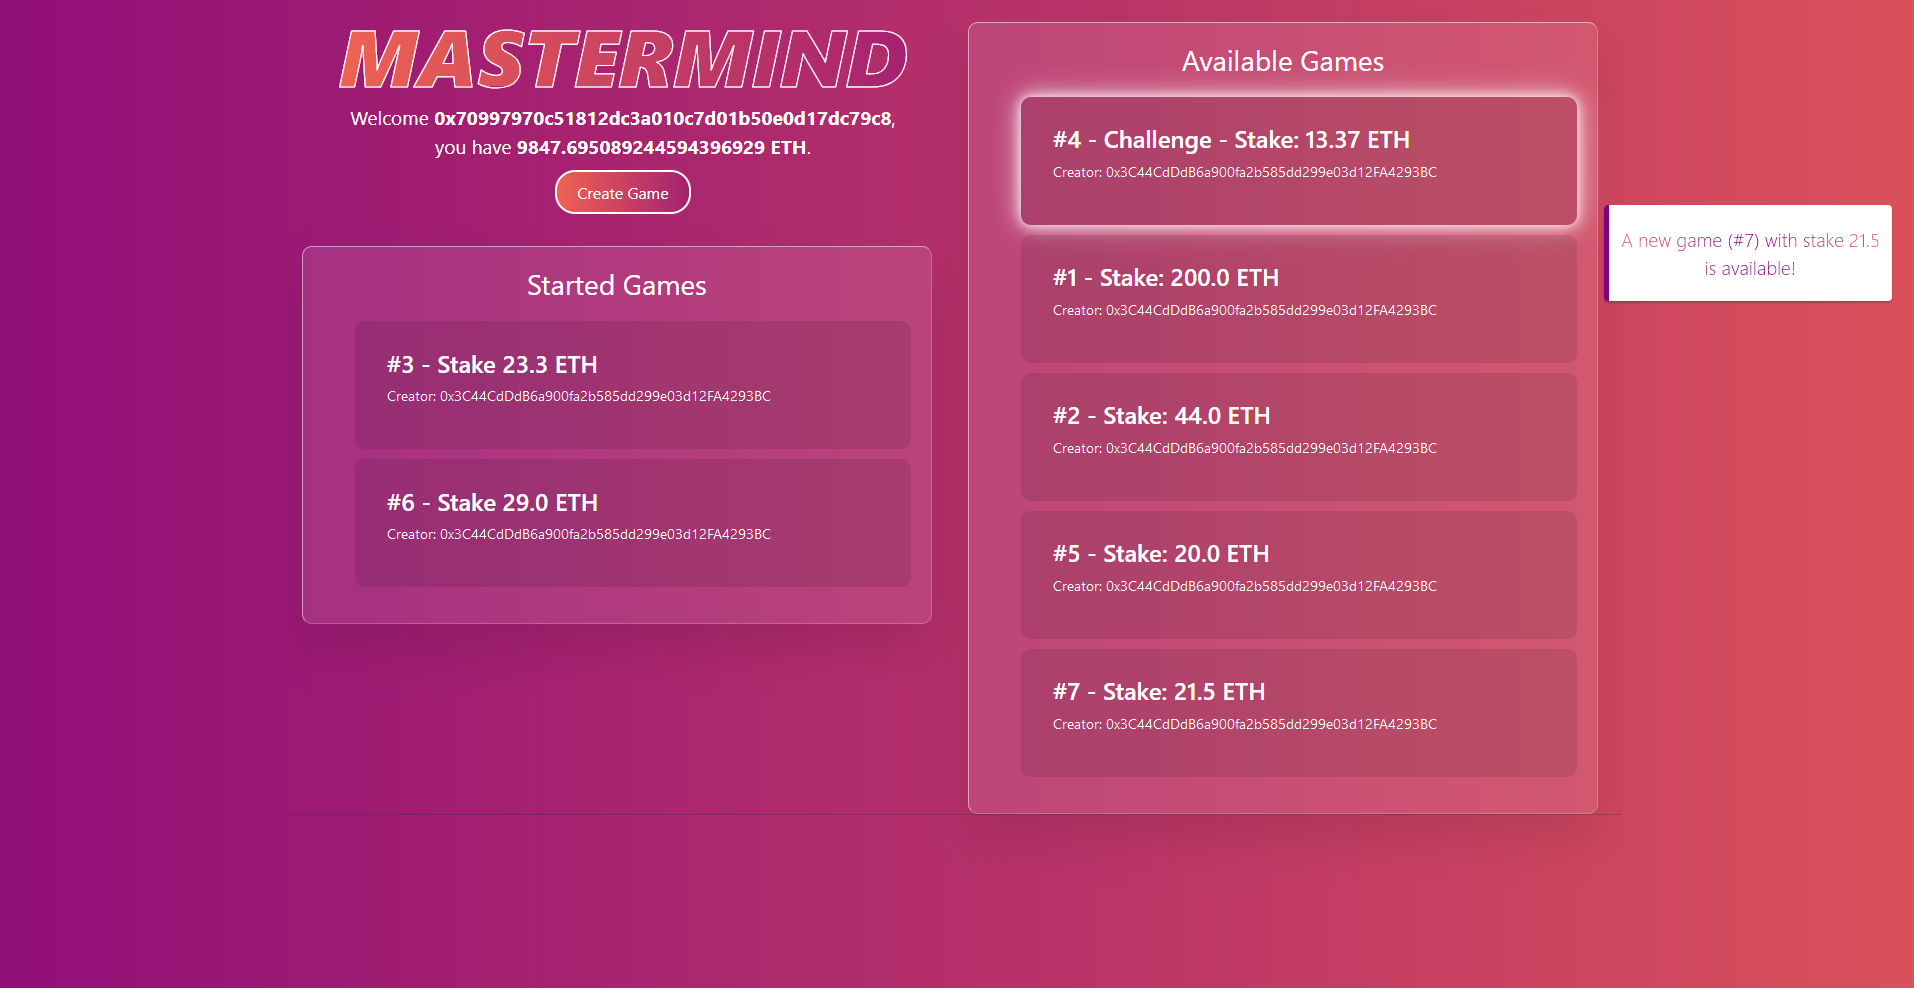 MASTERMIND
Welcome 0x70997970c51812dc3a010c7d01b50e0d17dc79c8,
you have 9847.695089244594396929 ETH.
Create Game
Started Games
#3 - Stake 23.3 ETH
Creator: 0x3C44CdDdB6a900fa2b585dd299e03d12FA4293BC
#6 - Stake 29.0 ETH
Creator: 0x3C44CdDdB6a900fa2b585dd299e03d12FA4293BC
Available Games
#4 - Challenge - Stake: 13.37 ETH
Creator: 0x3C44CdDdB6a900fa2b585dd299e03d12FA4293BC
#1 - Stake: 200.0 ETH
Creator: 0x3C44CdDdB6a900fa2b585dd299e03d12FA4293BC
#2 - Stake: 44.0 ETH
Creator: 0x3C44CdDdB6a900fa2b585dd299e03d12FA4293BC
#5 - Stake: 20.0 ETH
Creator: 0x3C44CdDdB6a900fa2b585dd299e03d12FA4293BC
#7 - Stake: 21.5 ETH
Creator: 0x3C44CdDdB6a900fa2b585dd299e03d12FA4293BC
A new game (#7) with stake 21.5
is available!